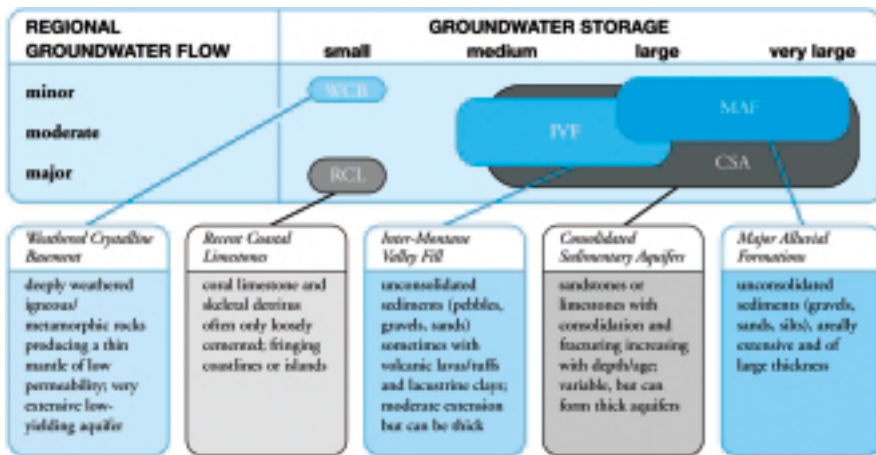 REGIONAL
GROUNDWATER FLOW
GROUNDWATER STORAGE
small medium large very large
minor
moderate
major
WCB
RCL
IVF
MAF
CSA
Weathered Crystalline
Basement
deeply weathered
igneous/
metamorphic rocks
producing a thin
mantle of low
permeability; very
extensive low-
yielding aquifer
Recent Coastal
Limestones
coral limestone and
skeletal detritus
often only loosely
cemented; fringing
coastlines or islands
Inter-Montane
Valley Fill
unconsolidated
sediments (pebbles,
gravels, sands)
sometimes with
volcanic lavas/tuffs
and lacustrine clays;
moderate extension
but can be thick
Consolidated
Sedimentary Aquifers
sandstones or
limestones with
consolidation and
fracturing increasing
with depth/age;
variable, but can
form thick aquifers
Major Alluvial
Formations
unconsolidated
sediments (gravels,
sands, silts), areally
extensive and of
large thickness